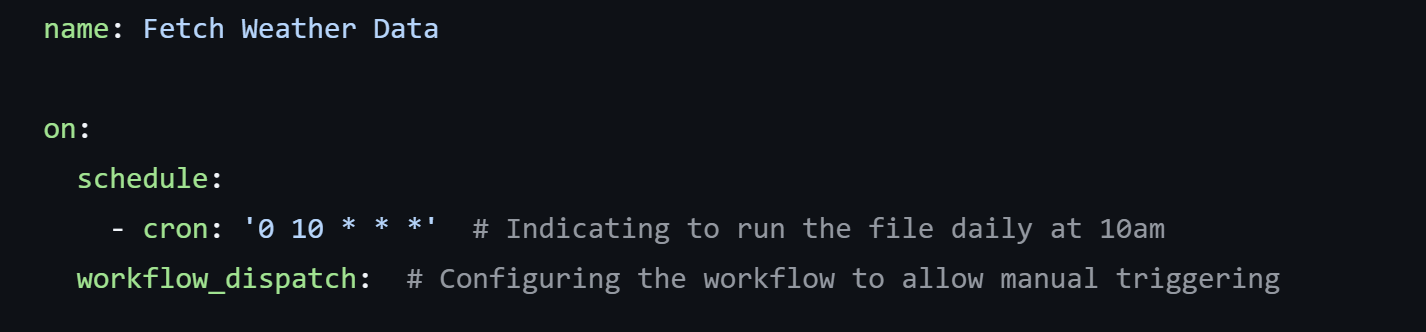 name: Fetch Weather Data
on:
schedule:
- cron: '0 10 * * *'  # Indicating to run the file daily at 10am
workflow_dispatch:  # Configuring the workflow to allow manual triggering